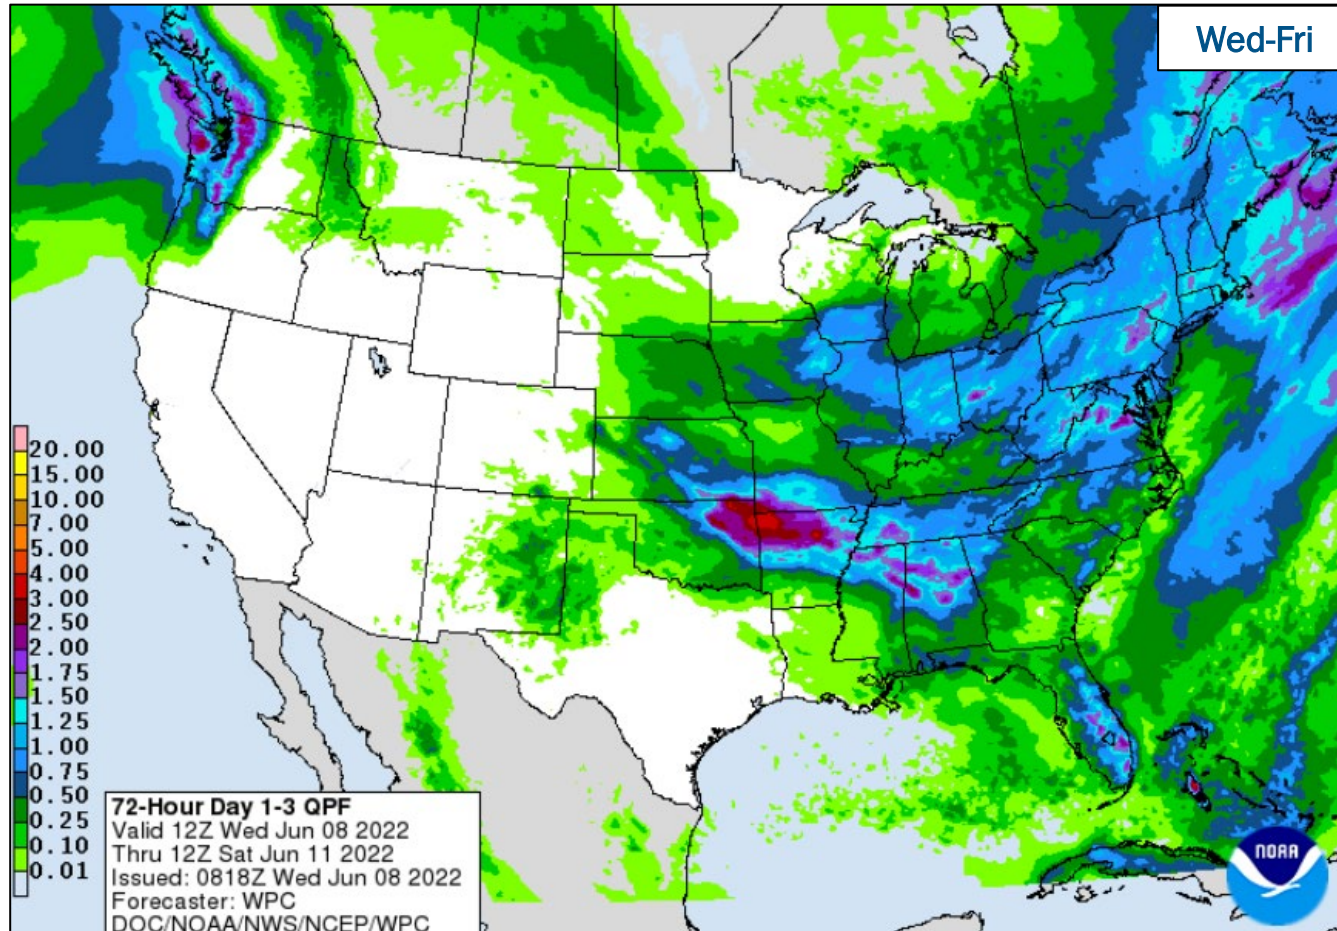 Wed-Fri
20.00
15.00
10.00
7.00
5.00
4.00
3.00
2.50
2.00
1.75
1.50
1.25
1.00
0.75
0.50
0.25
0.10
0.01
72-Hour Day 1-3 QPF
Valid 12Z Wed Jun 08 2022
Thru 12Z Sat Jun 11 2022
Issued: 0818Z Wed Jun 08 2022
Forecaster: WPC
DOC/NOAA/NWS/NCEP/WPC
NOAA